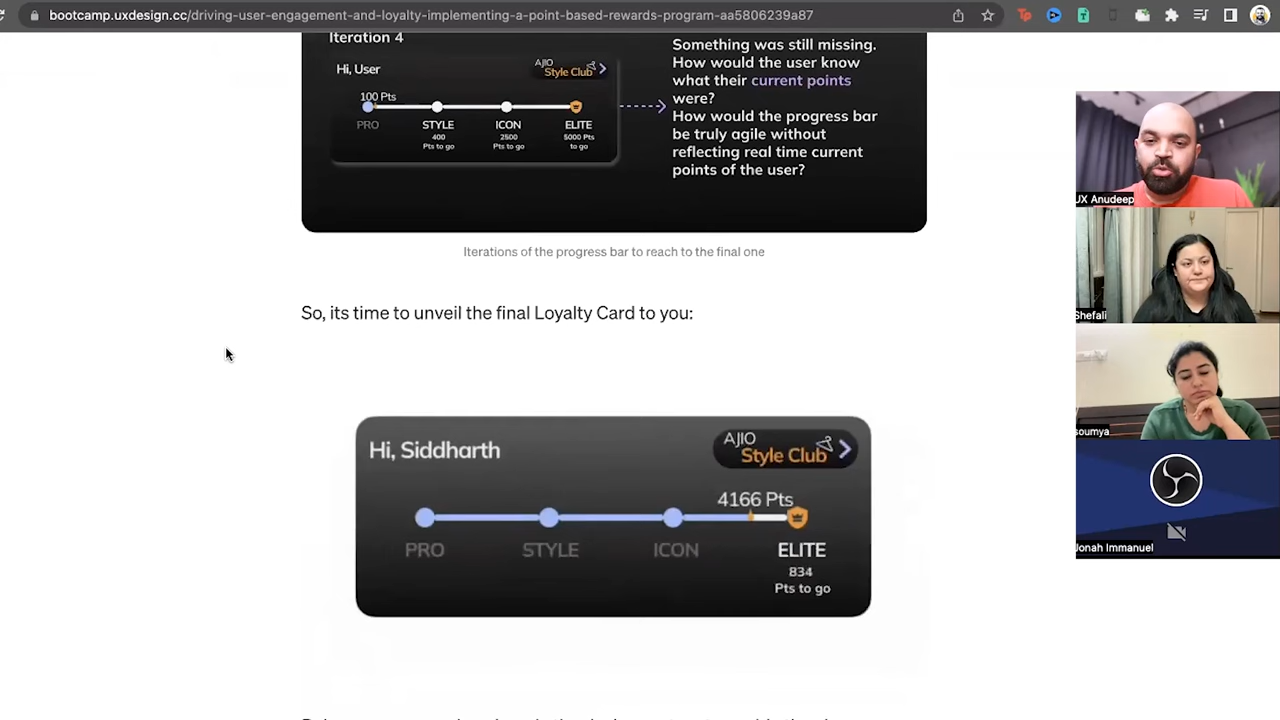 bootcamp.uxdesign.cc/driving-user-engagement-and-loyalty-implementing-a-point-based-rewards-program-aa5806239a87
Iteration 4
Hi, User
AJIO
Style Club
100 Pts
PRO
STYLE
400
Pts to go
ICON
2500
Pts to go
ELITE
5000 Pts
to go
Something was still missing.
How would the user know
what their current points
were?
How would the progress bar
be truly agile without
reflecting real time current
points of the user?
Iterations of the progress bar to reach to the final one
So, its time to unveil the final Loyalty Card to you:
Hi, Siddharth
AJIO
Style Club
4166 Pts
PRO
STYLE
ICON
ELITE
834
Pts to go
UX Anudeep
Shefali
soumya
Jonah Immanuel